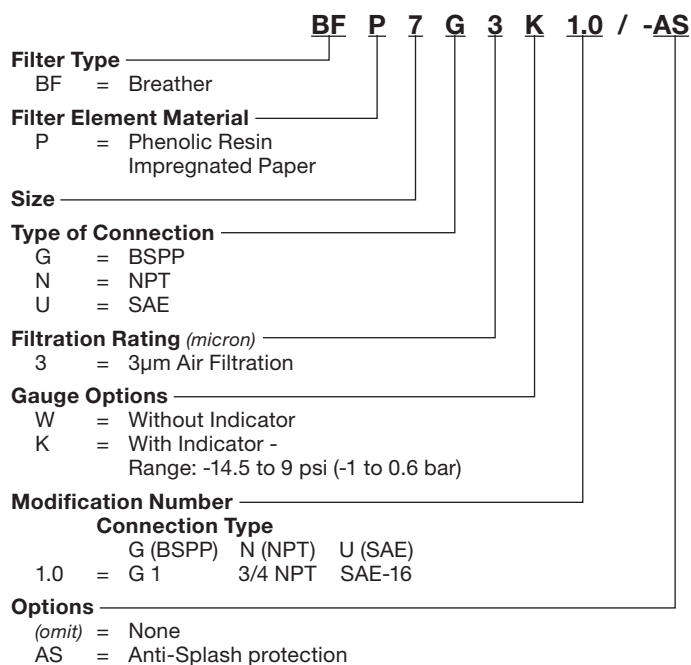 BF P 7 G 3 K 1.0 / -AS
Filter Type
BF = Breather
Filter Element Material
P = Phenolic Resin
Impregnated Paper
Size
Type of Connection
G = BSPP
N = NPT
U = SAE
Filtration Rating (micron)
3 = 3µm Air Filtration
Gauge Options
W = Without Indicator
K = With Indicator -
Range: -14.5 to 9 psi (-1 to 0.6 bar)
Modification Number
Connection Type
G (BSPP) N (NPT) U (SAE)
1.0 = G 1 3/4 NPT SAE-16
Options
(omit) = None
AS = Anti-Splash protection